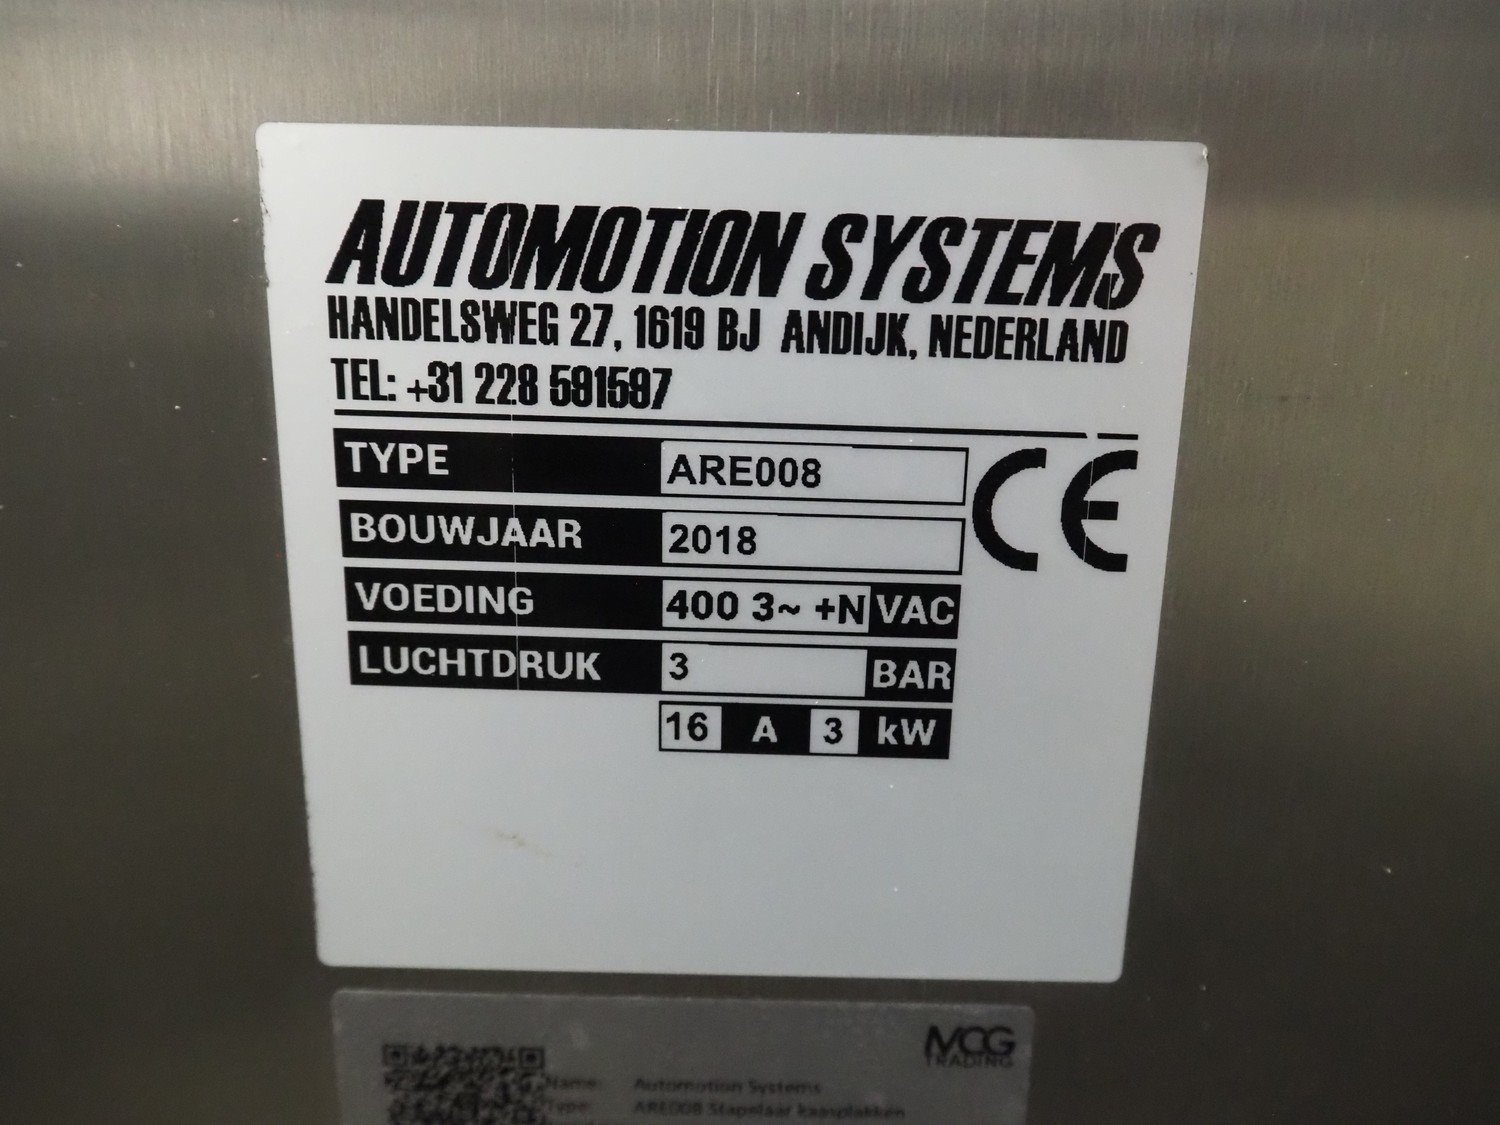 AUTOMOTION SYSTEMS
HANDELSWEG 27, 1619 BJ ANDIJK, NEDERLAND
TEL: +31 228 591597
TYPE ARE008
BOUWJAAR 2018
VOEDING 400 3~ +N VAC
LUCHTDRUK 3 BAR
16 A 3 kW
CE
MCG
TRADING
Name: Automotion Systems
Type: ARE008 Stapelaar kaasplakken